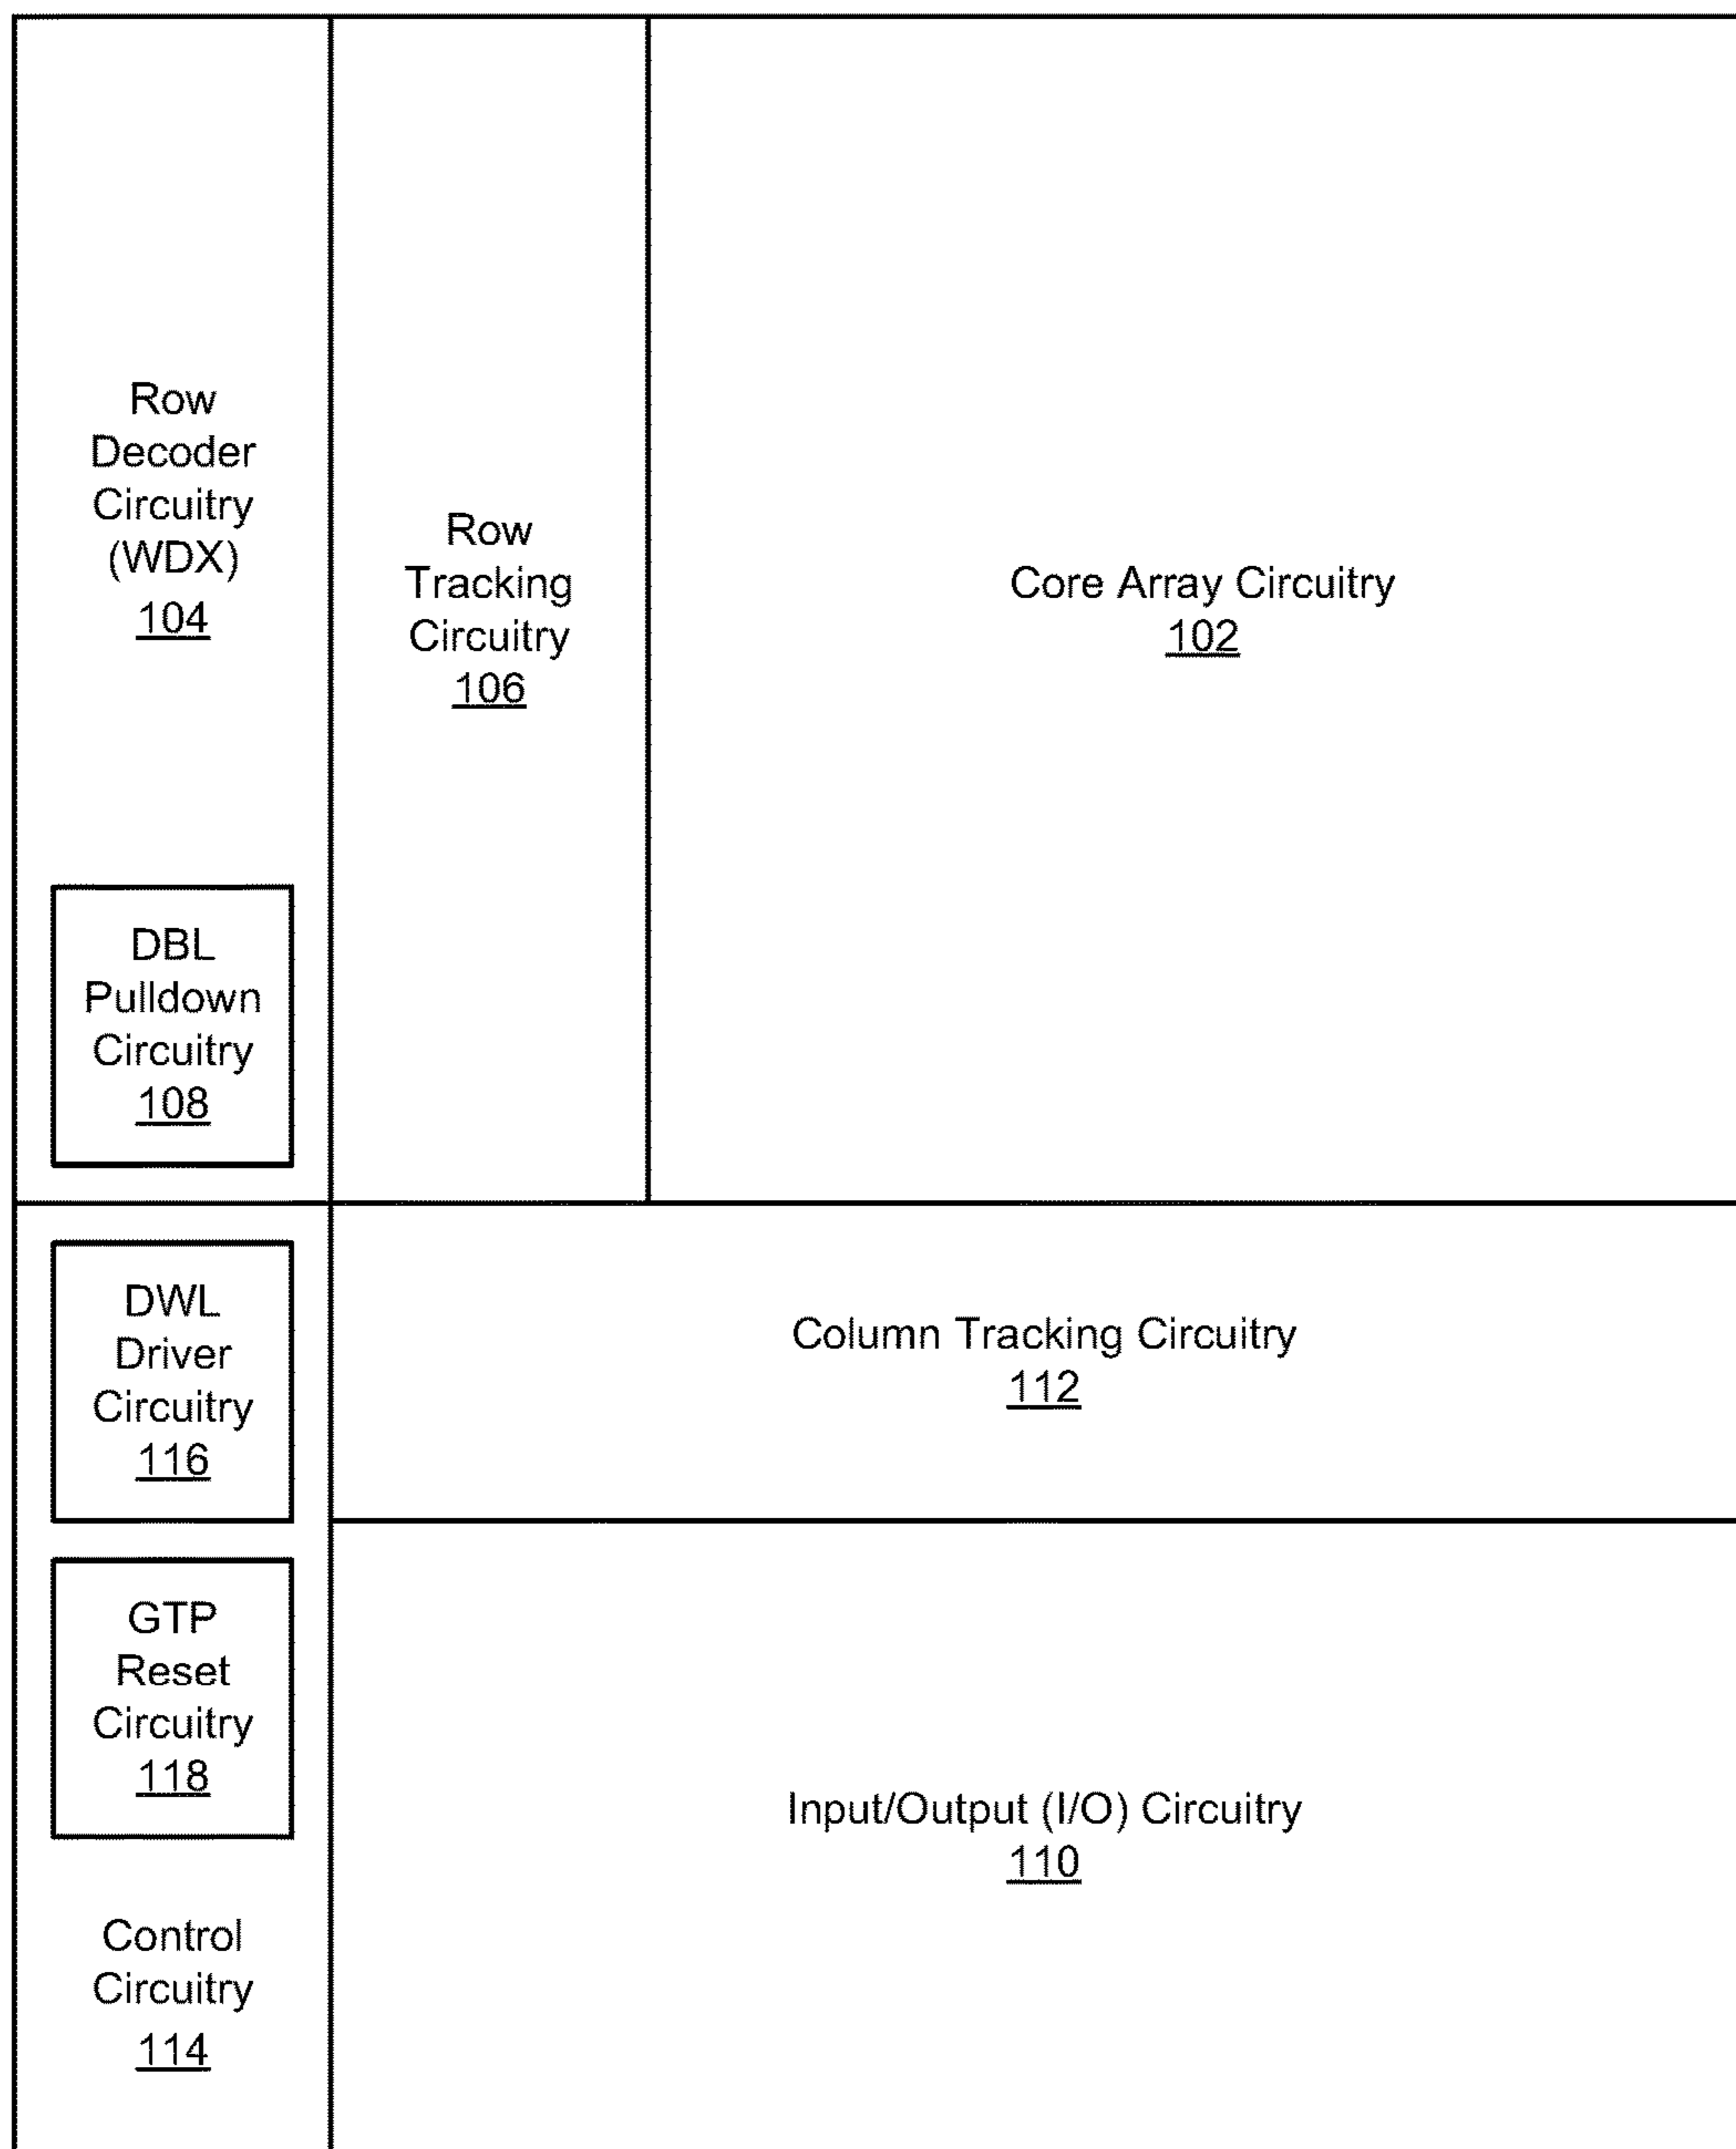 Row
Decoder
Circuitry
(WDX)
104
Row
Tracking
Circuitry
106
Core Array Circuitry
102
DBL
Pulldown
Circuitry
108
DWL
Driver
Circuitry
116
Column Tracking Circuitry
112
GTP
Reset
Circuitry
118
Input/Output (I/O) Circuitry
110
Control
Circuitry
114